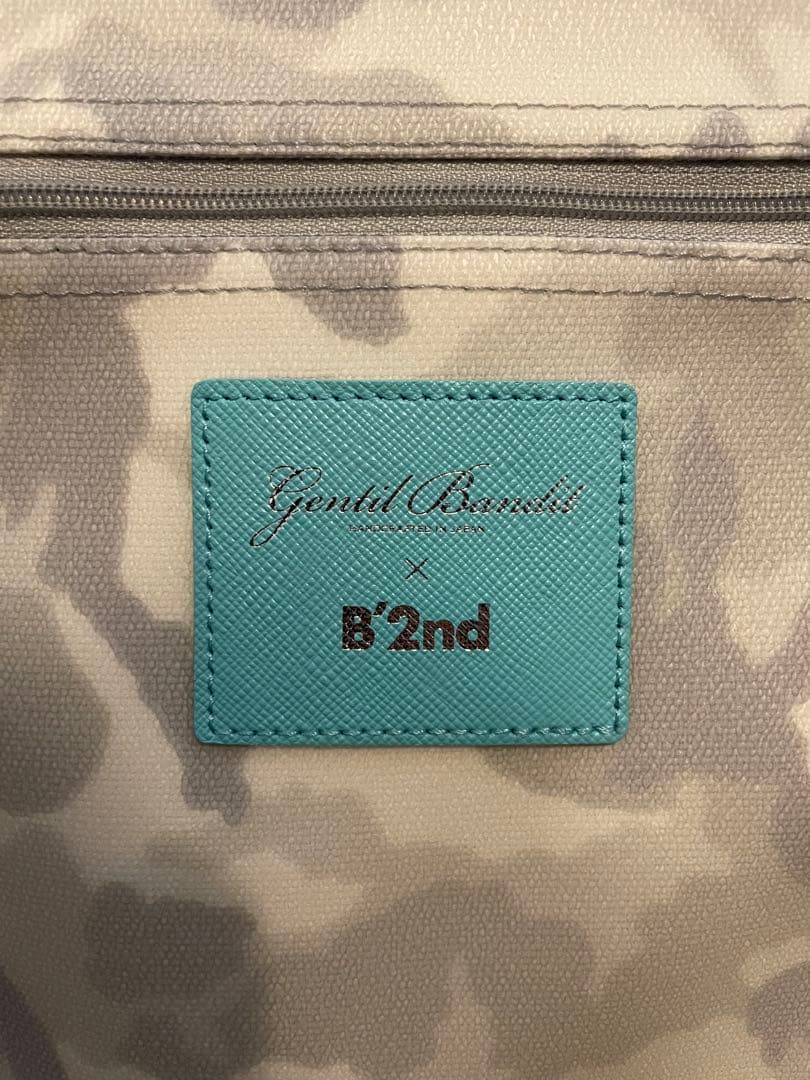 Gentil Bandit
HANDCRAFTED IN JAPAN
×
B'2nd